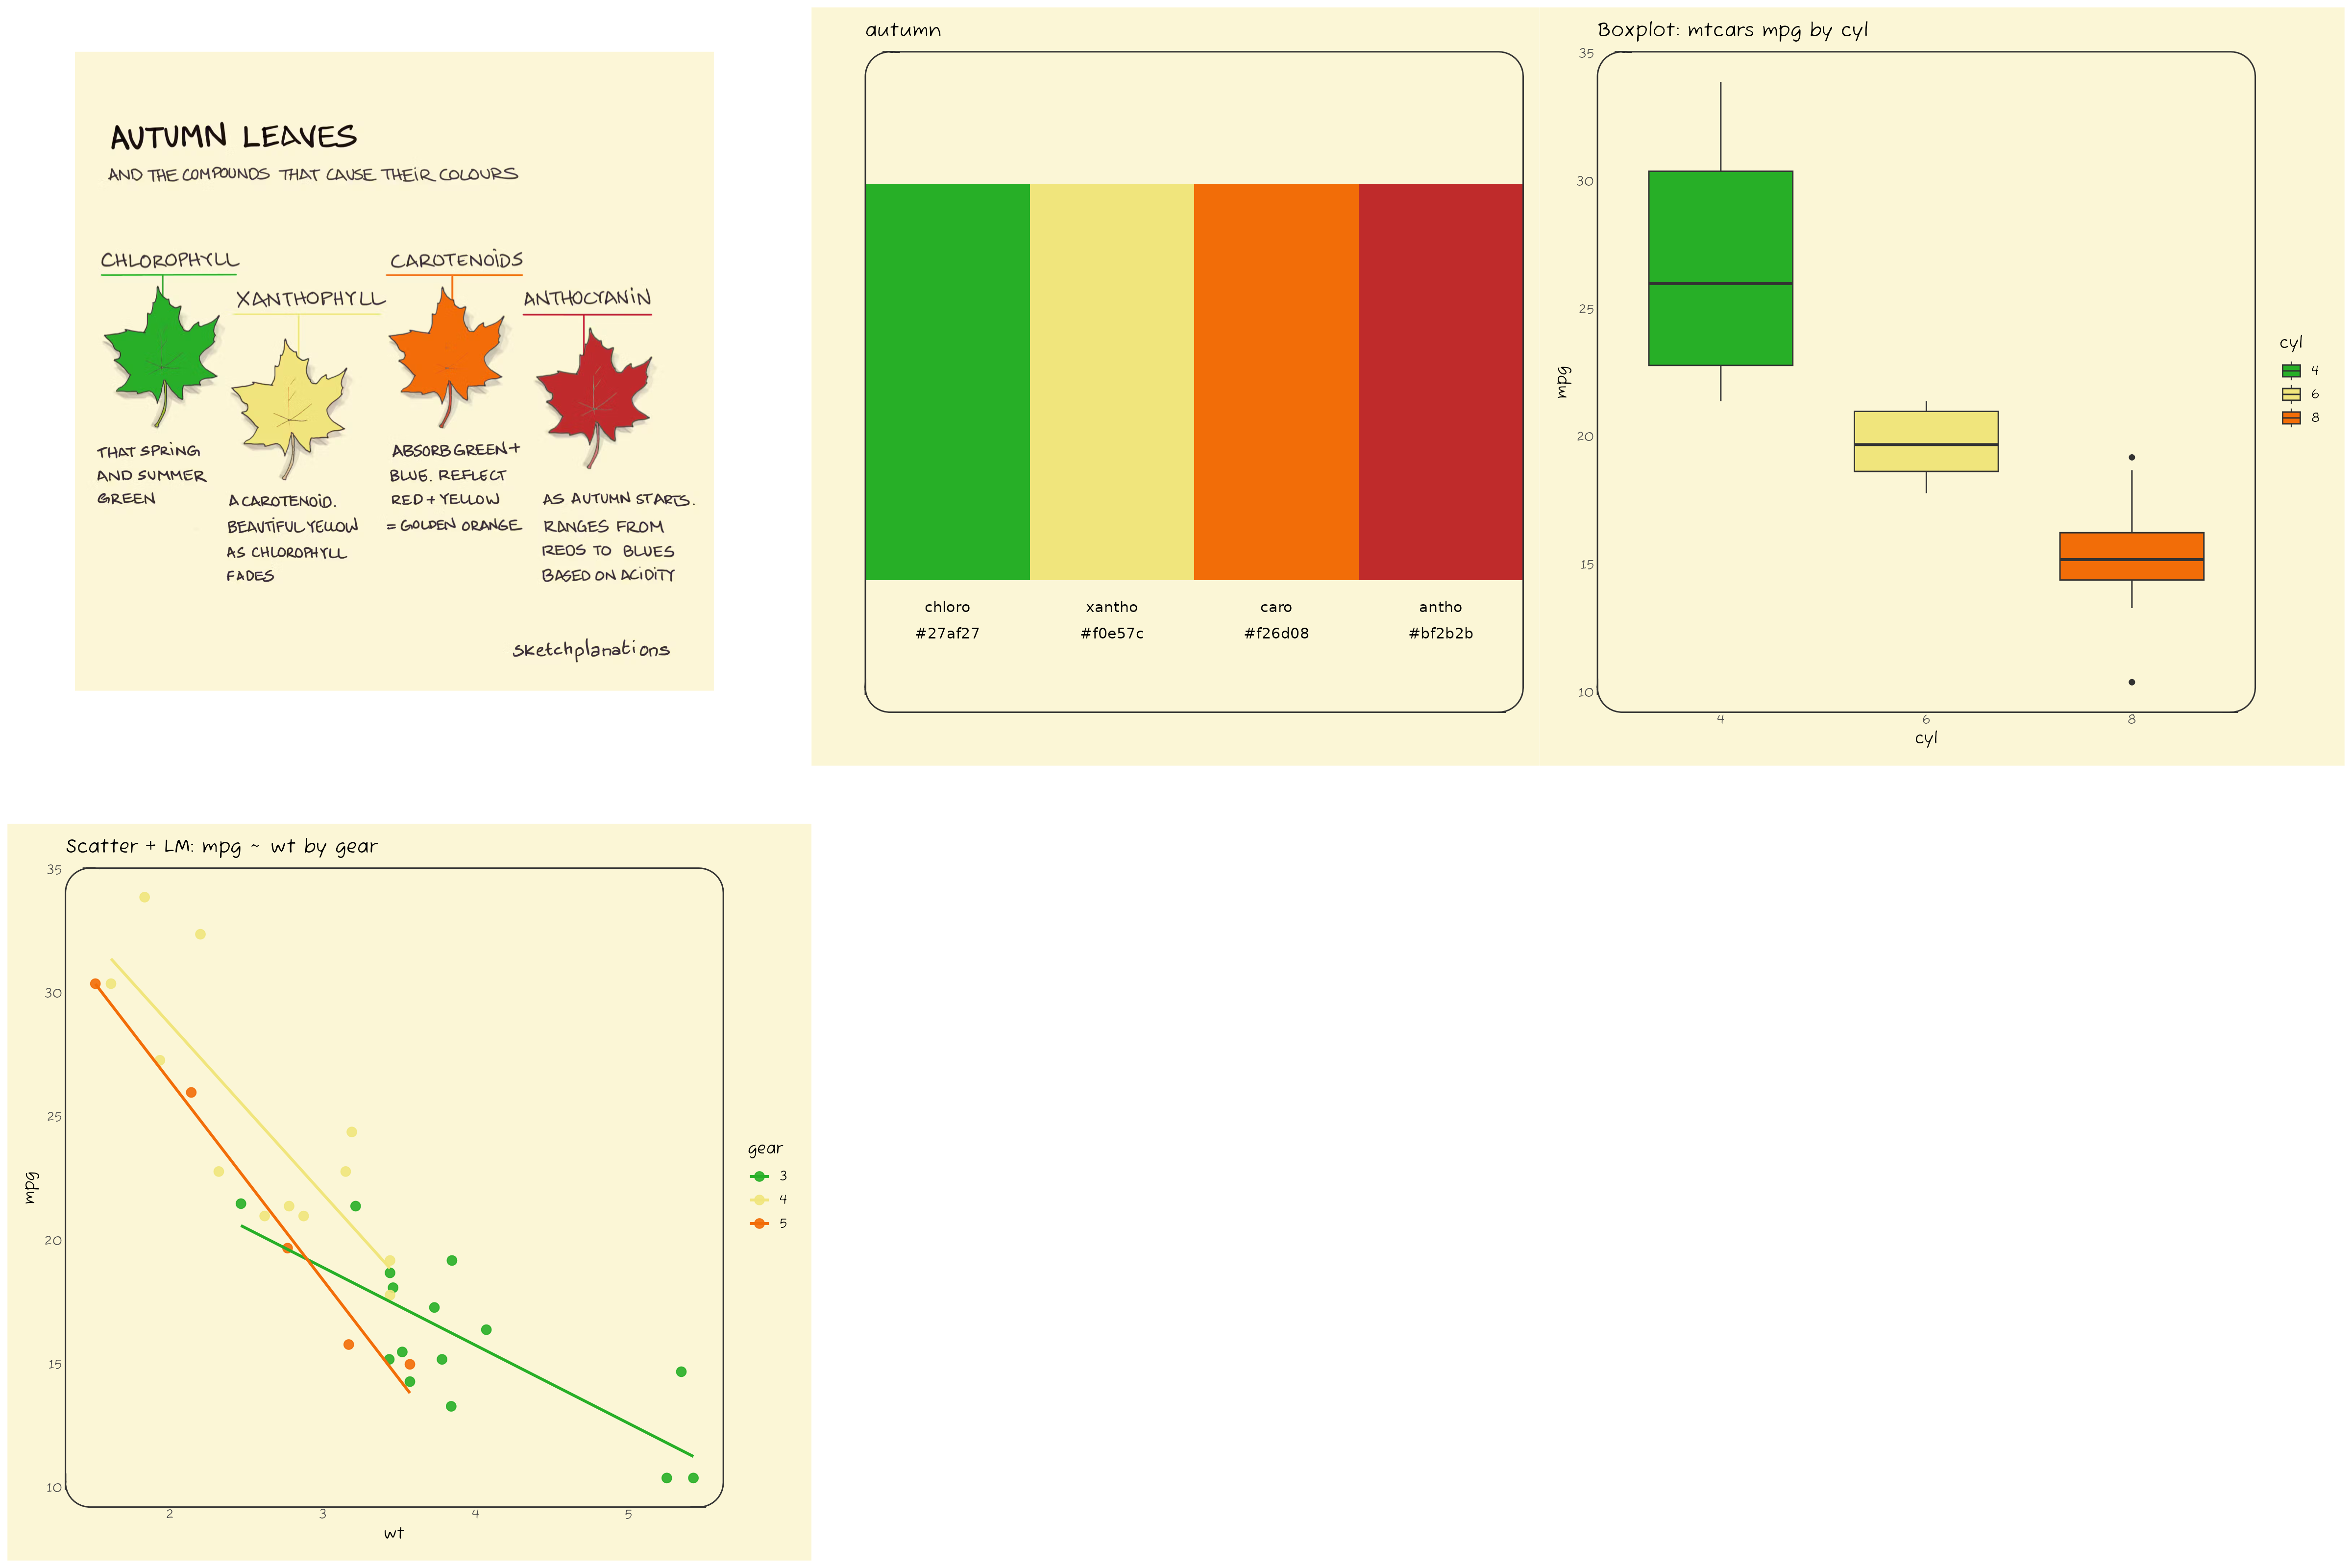 AUTUMN LEAVES
AND THE COMPOUNDS THAT CAUSE THEIR COLOURS
CHLOROPHYLL
THAT SPRING
AND SUMMER
GREEN
XANTHOPHYLL
A CAROTENOID.
BEAUTIFUL YELLOW
AS CHLOROPHYLL
FADES
CAROTENOIDS
ABSORB GREEN +
BLUE. REFLECT
RED + YELLOW
= GOLDEN ORANGE
ANTHOCYANIN
AS AUTUMN STARTS.
RANGES FROM
REDS TO BLUES
BASED ON ACIDITY
sketchplanations
autumn
chloro xantho caro antho
#27af27 #f0e57c #f26d08 #bf2b2b
Boxplot: mtcars mpg by cyl
35
30
25
20
15
10
mpg
4 6 8
cyl
cyl
4
6
8
Scatter + LM: mpg ~ wt by gear
35
30
25
20
15
10
mpg
2 3 4 5
wt
gear
3
4
5